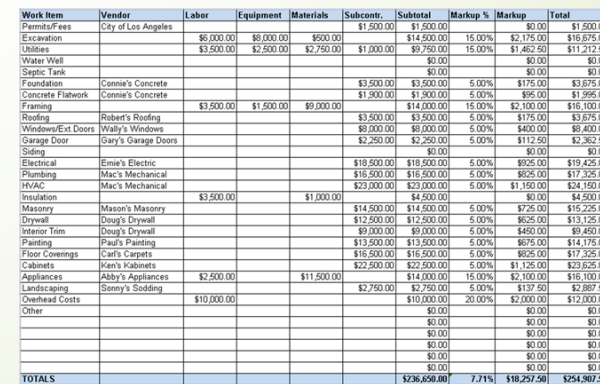 Work Item Vendor Labor Equipment Materials Subcontr. Subtotal Markup % Markup Total
Permits/Fees City of Los Angeles $1,500.00 $1,500.00 $0.00 $1,500.
Excavation $6,000.00 $8,000.00 $500.00 $14,500.00 15.00% $2,175.00 $16,675.
Utilities $3,500.00 $2,500.00 $2,750.00 $1,000.00 $9,750.00 15.00% $1,462.50 $11,212.
Water Well $0.00 $0.00 $0.
Septic Tank $0.00 $0.00 $0.
Foundation Connie's Concrete $3,500.00 $3,500.00 5.00% $175.00 $3,675.
Concrete Flatwork Connie's Concrete $1,900.00 $1,900.00 5.00% $95.00 $1,995.
Framing $3,500.00 $1,500.00 $9,000.00 $14,000.00 15.00% $2,100.00 $16,100.
Roofing Robert's Roofing $3,500.00 $3,500.00 5.00% $175.00 $3,675.
Windows/Ext.Doors Wally's Windows $8,000.00 $8,000.00 5.00% $400.00 $8,400.
Garage Door Gary's Garage Doors $2,250.00 $2,250.00 5.00% $112.50 $2,362.
Siding $0.00 $0.00 $0.
Electrical Ernie's Electric $18,500.00 $18,500.00 5.00% $925.00 $19,425.
Plumbing Mac's Mechanical $16,500.00 $16,500.00 5.00% $825.00 $17,325.
HVAC Mac's Mechanical $23,000.00 $23,000.00 5.00% $1,150.00 $24,150.
Insulation $3,500.00 $1,000.00 $4,500.00 $0.00 $4,500.
Masonry Mason's Masonry $14,500.00 $14,500.00 5.00% $725.00 $15,225.
Drywall Doug's Drywall $12,500.00 $12,500.00 5.00% $625.00 $13,125.
Interior Trim Doug's Drywall $9,000.00 $9,000.00 5.00% $450.00 $9,450.
Painting Paul's Painting $13,500.00 $13,500.00 5.00% $675.00 $14,175.
Floor Coverings Carl's Carpets $16,500.00 $16,500.00 5.00% $825.00 $17,325.
Cabinets Ken's Kabinets $22,500.00 $22,500.00 5.00% $1,125.00 $23,625.
Appliances Abby's Appliances $2,500.00 $11,500.00 $14,000.00 15.00% $2,100.00 $16,100.
Landscaping Sonny's Sodding $2,750.00 $2,750.00 5.00% $137.50 $2,887.
Overhead Costs $10,000.00 $10,000.00 20.00% $2,000.00 $12,000.
Other $0.00 $0.00 $0.
$0.00 $0.00 $0.
$0.00 $0.00 $0.
$0.00 $0.00 $0.
$0.00 $0.00 $0.
$0.00 $0.00 $0.
TOTALS $236,650.00 7.71% $18,257.50 $254,907.